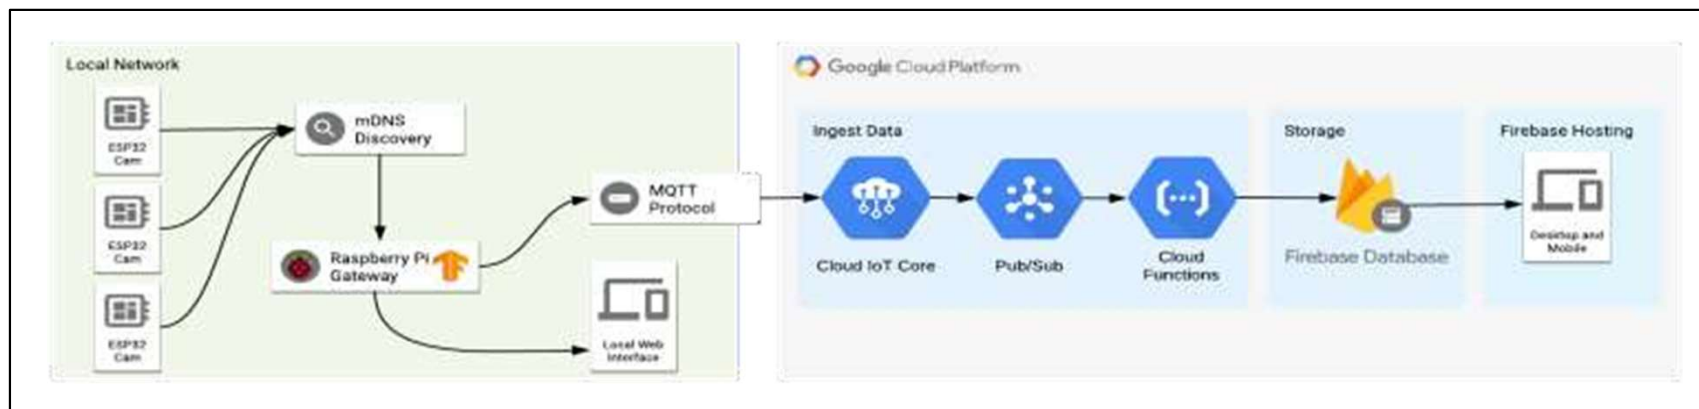 Local Network
ESP32
Cam
ESP32
Cam
ESP32
Cam
mDNS
Discovery
Raspberry Pi
Gateway
MQTT
Protocol
Local Web
Interface
Google Cloud Platform
Ingest Data
Cloud IoT Core
Pub/Sub
Cloud
Functions
Storage
Firebase Database
Firebase Hosting
Desktop and
Mobile